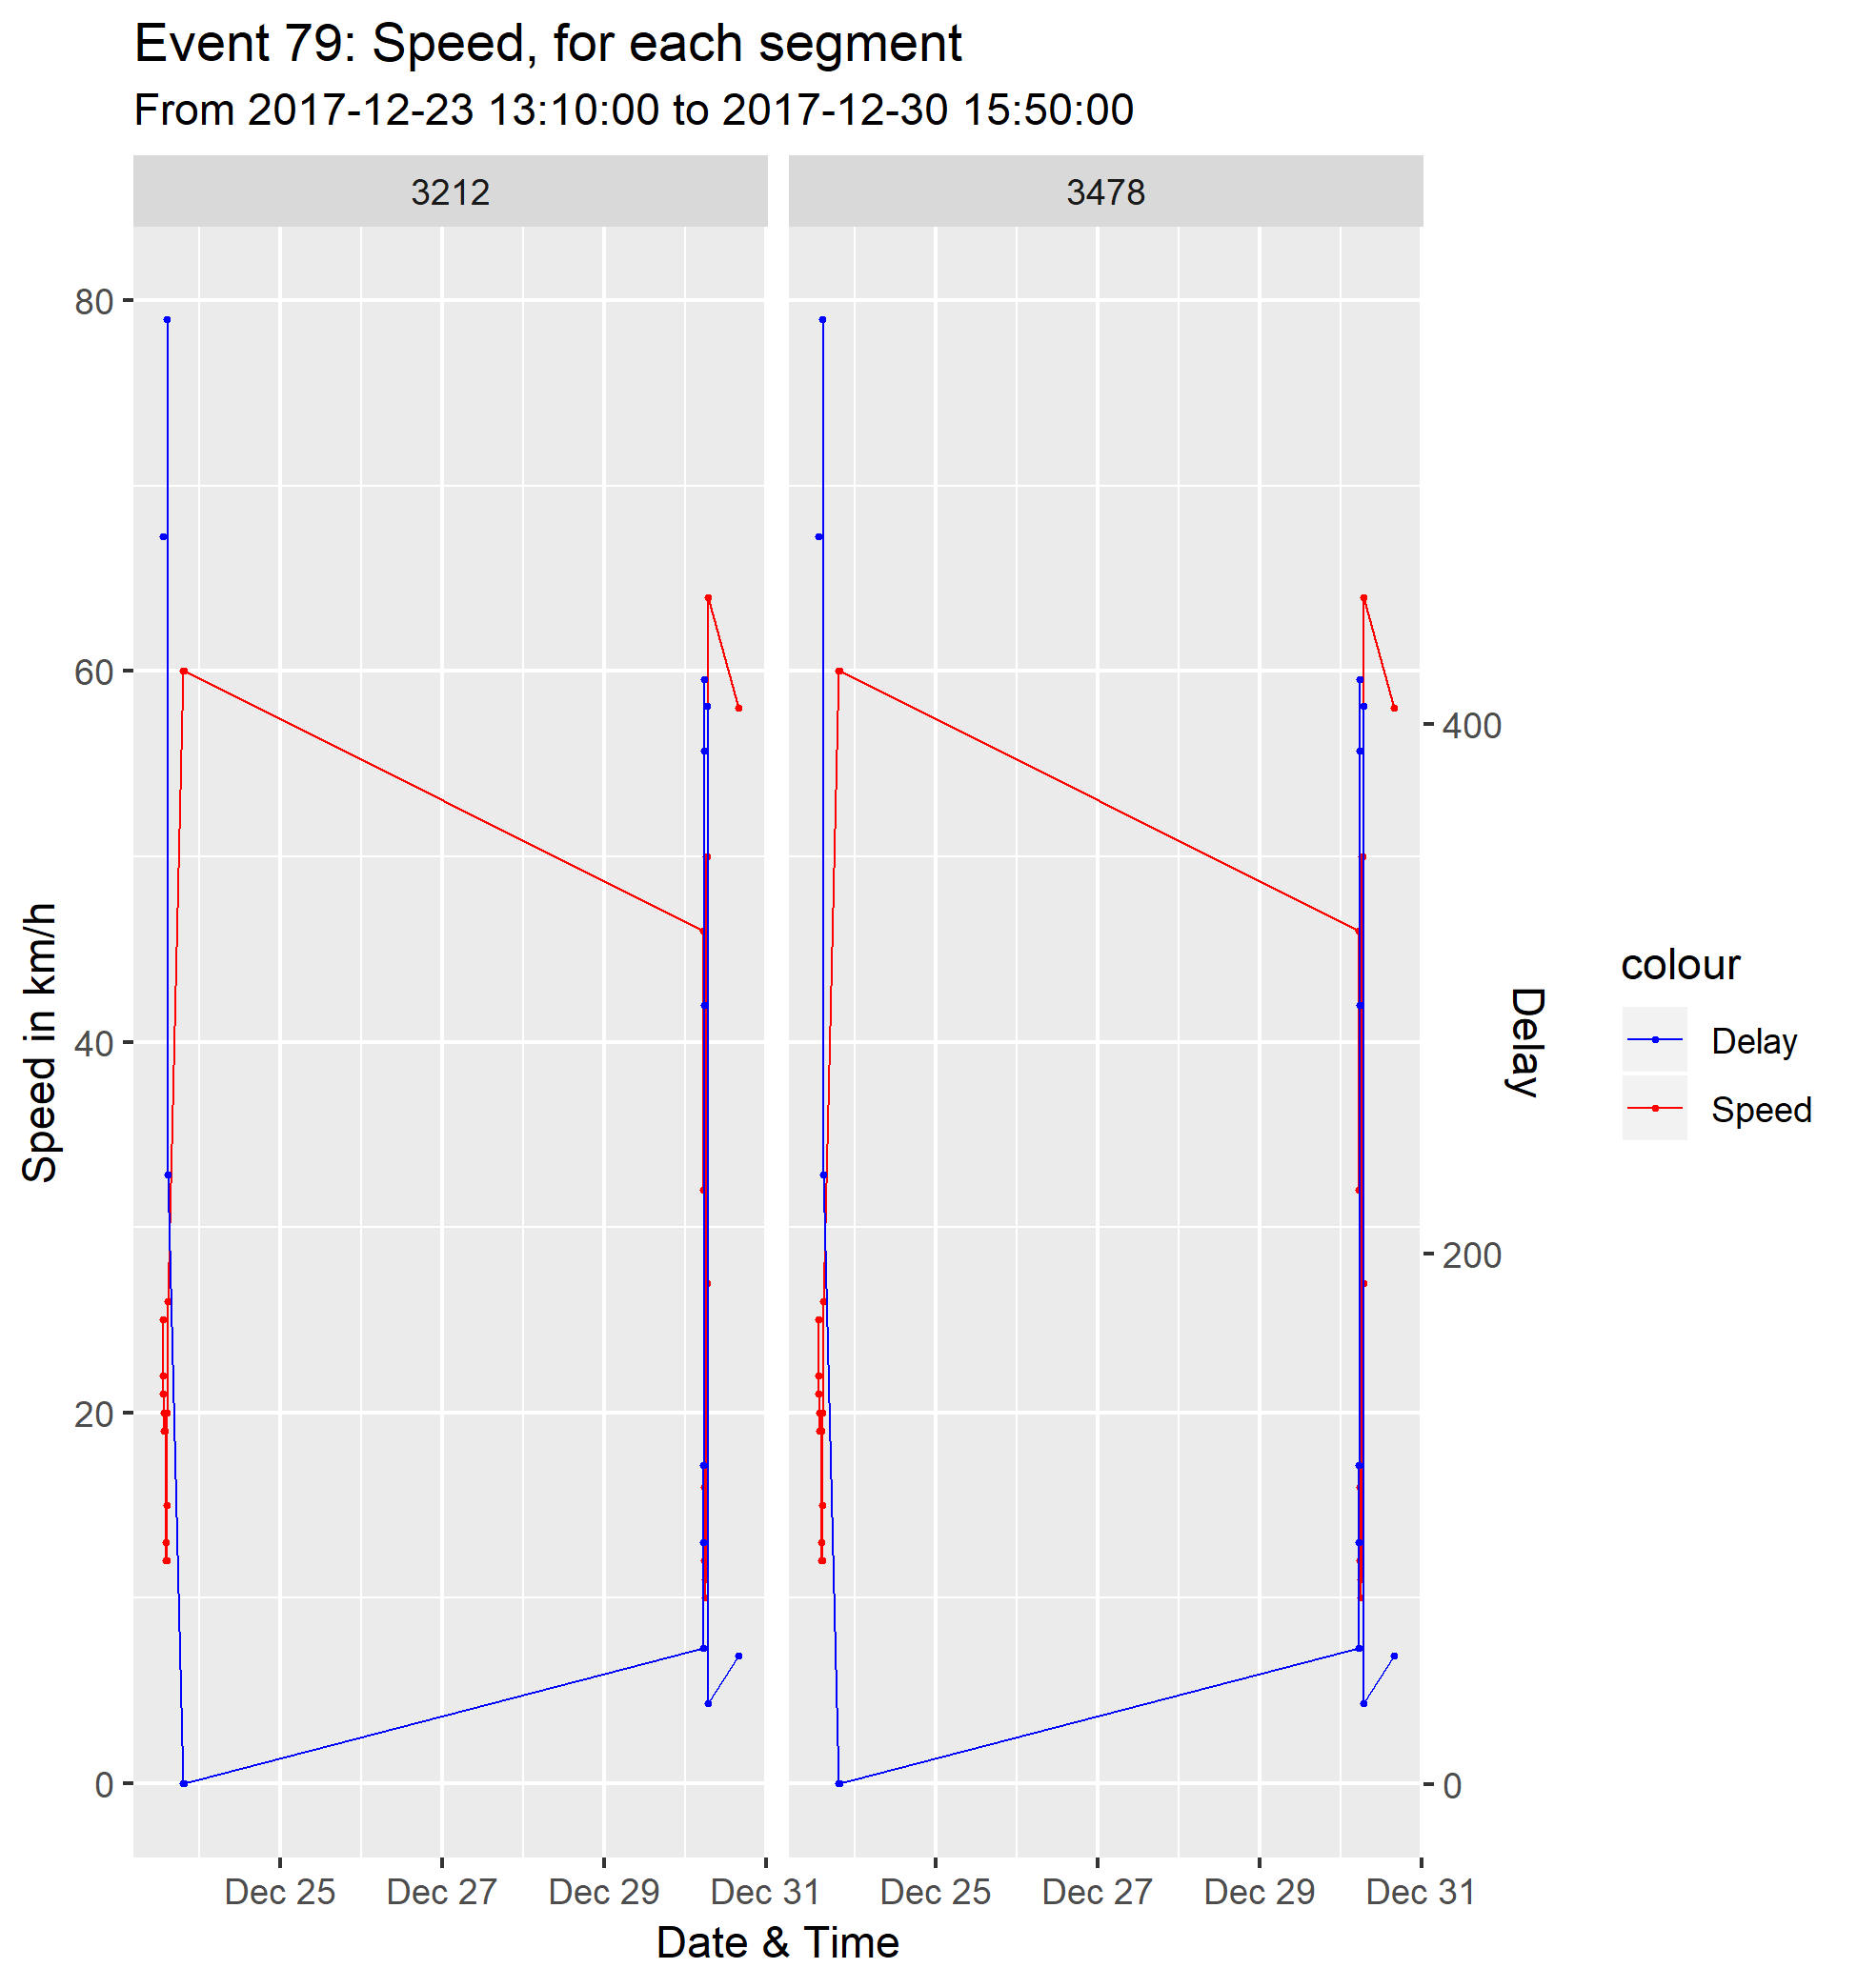 Event 79: Speed, for each segment
From 2017-12-23 13:10:00 to 2017-12-30 15:50:00
3212
3478
80
60
40
20
0
Speed in km/h
400
200
0
Delay
colour
Delay
Speed
Dec 25
Dec 27
Dec 29
Dec 31
Dec 25
Dec 27
Dec 29
Dec 31
Date & Time